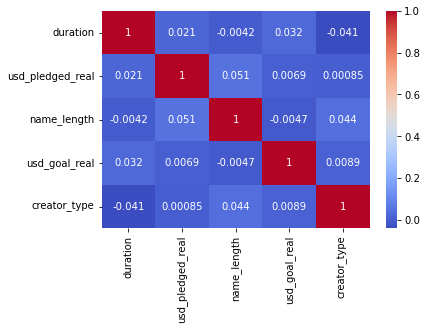 duration 1 0.021 -0.0042 0.032 -0.041
usd_pledged_real 0.021 1 0.051 0.0069 0.00085
name_length -0.0042 0.051 1 -0.0047 0.044
usd_goal_real 0.032 0.0069 -0.0047 1 0.0089
creator_type -0.041 0.00085 0.044 0.0089 1
duration
usd_pledged_real
name_length
usd_goal_real
creator_type
1.0
0.8
0.6
0.4
0.2
0.0